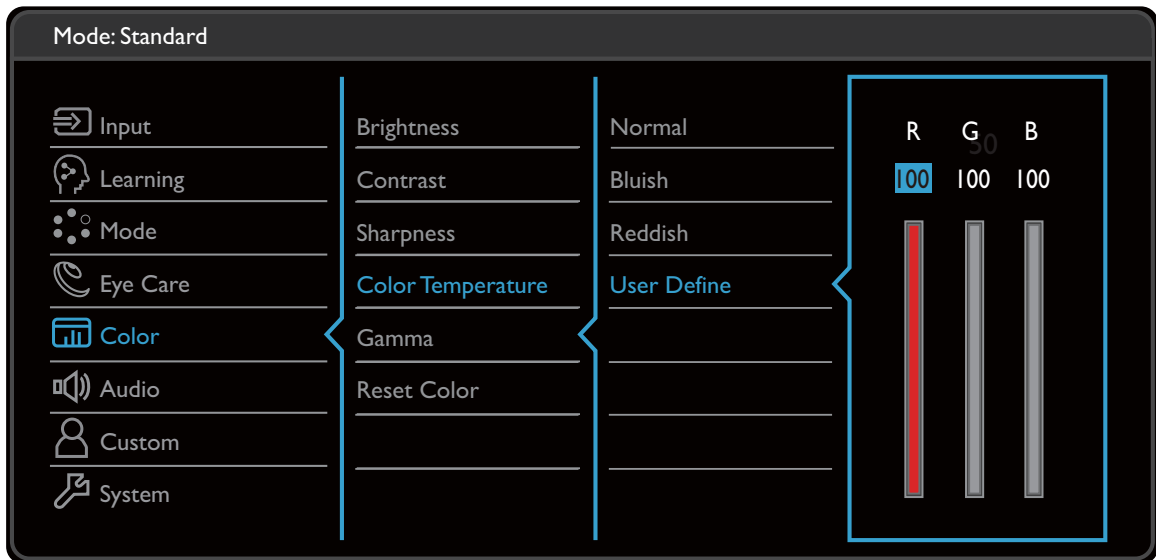 Mode: Standard
Input
Learning
Mode
Eye Care
Color
Audio
Custom
System
Brightness
Contrast
Sharpness
Color Temperature
Gamma
Reset Color
Normal
Bluish
Reddish
User Define
R G B
50
100 100 100